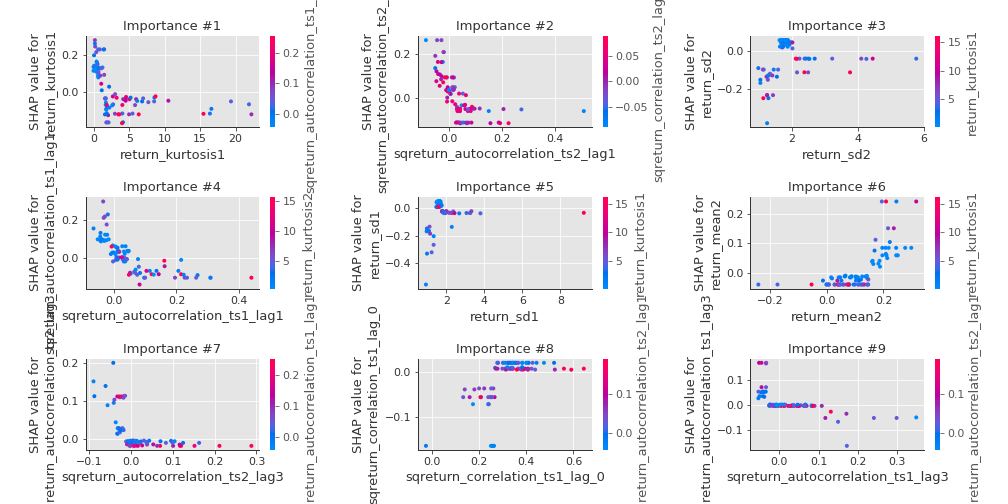 Importance #1
SHAP value for
return_kurtosis1
0.2
0.0
0
5
10
15
20
return_kurtosis1
0.2
0.1
0.0
Importance #2
SHAP value for
0.2
0.0
0.0
0.2
0.4
sqreturn_autocorrelation_ts2_lag1
0.05
0.00
−0.05
Importance #3
SHAP value for
return_sd2
0.0
−0.2
2
4
6
return_sd2
15
10
5
return_kurtosis1
Importance #4
SHAP value for
0.2
0.0
0.0
0.2
0.4
sqreturn_autocorrelation_ts1_lag1
15
10
5
return_kurtosis2
Importance #5
SHAP value for
return_sd1
0.0
−0.2
−0.4
2
4
6
8
return_sd1
15
10
5
return_kurtosis1
Importance #6
SHAP value for
return_mean2
0.2
0.1
0.0
−0.2
0.0
0.2
return_mean2
15
10
5
return_kurtosis1
Importance #7
SHAP value for
0.2
0.1
0.0
−0.1
0.0
0.1
0.2
0.3
sqreturn_autocorrelation_ts2_lag3
0.2
0.1
0.0
Importance #8
SHAP value for
sqreturn_correlation_ts1_lag_0
0.0
−0.1
0.0
0.2
0.4
0.6
sqreturn_correlation_ts1_lag_0
0.1
0.0
Importance #9
SHAP value for
0.1
0.0
−0.1
0.0
0.1
0.2
0.3
sqreturn_autocorrelation_ts1_lag3
0.1
0.0